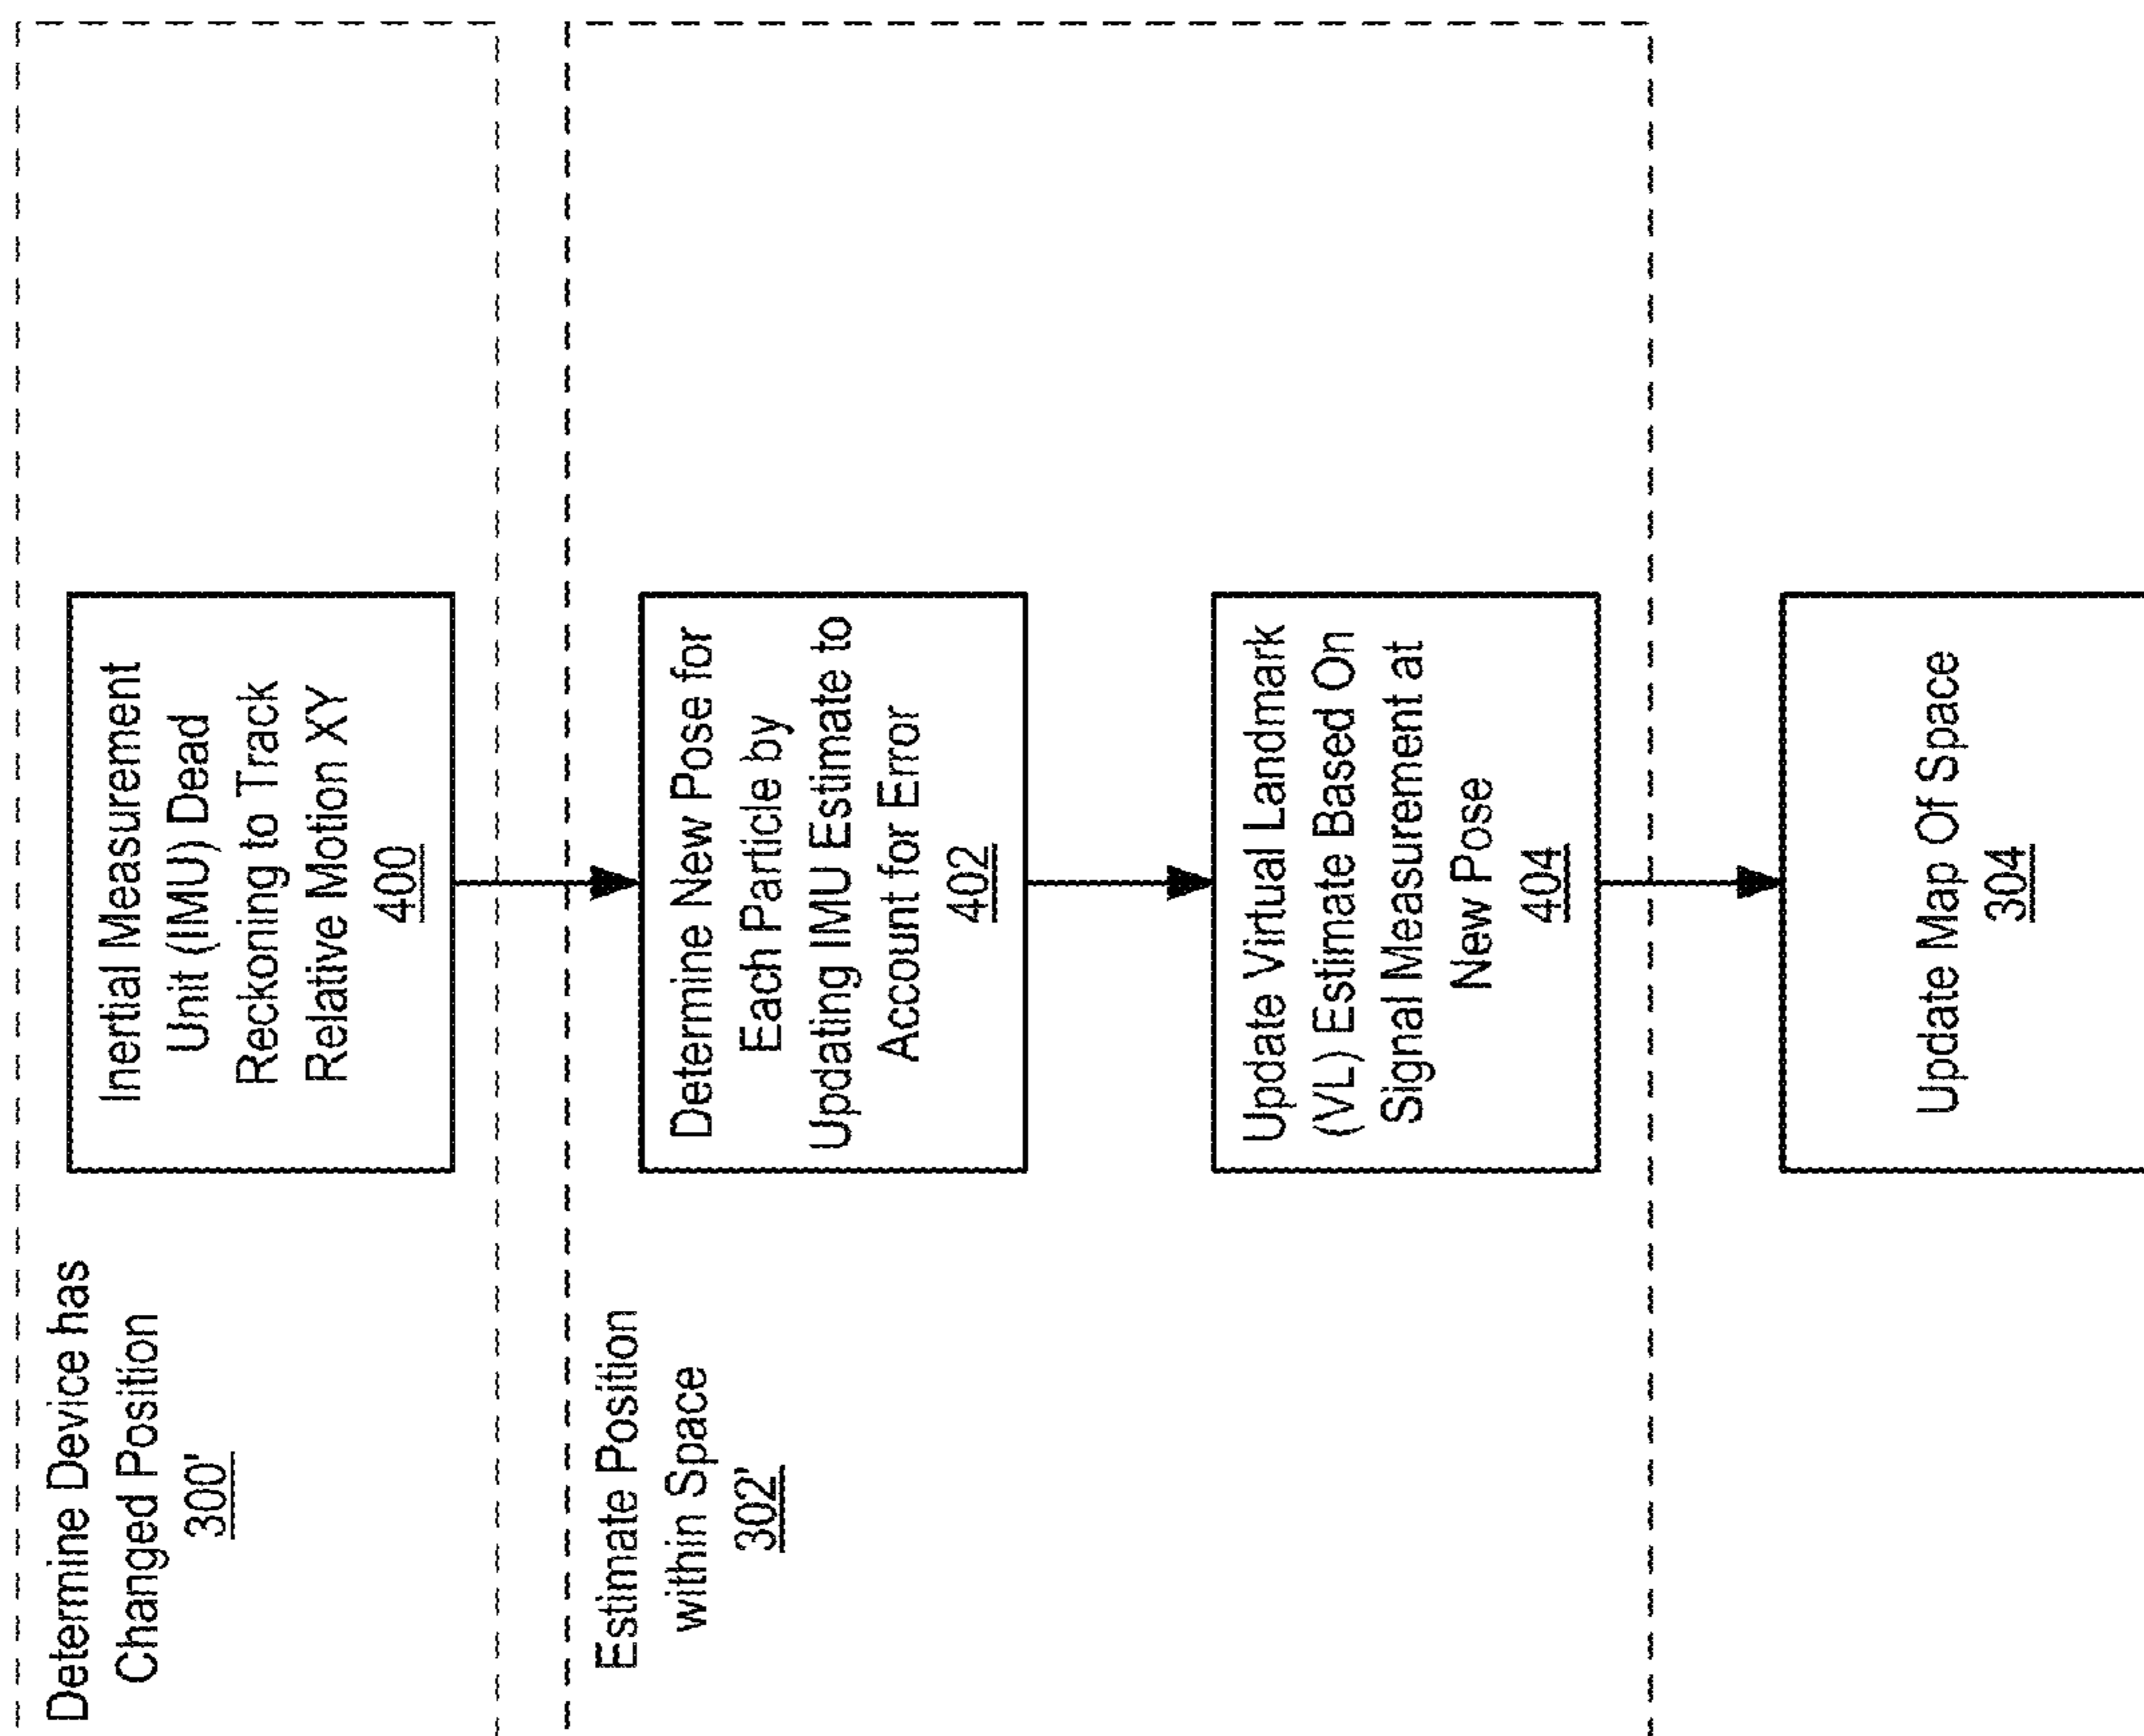 Determine Device has
Changed Position
300'
Inertial Measurement
Unit (IMU) Dead
Reckoning to Track
Relative Motion XY
400
Estimate Position
within Space
302'
Determine New Pose for
Each Particle by
Updating IMU Estimate to
Account for Error
402
Update Virtual Landmark
(VL) Estimate Based On
Signal Measurement at
New Pose
404
Update Map Of Space
304